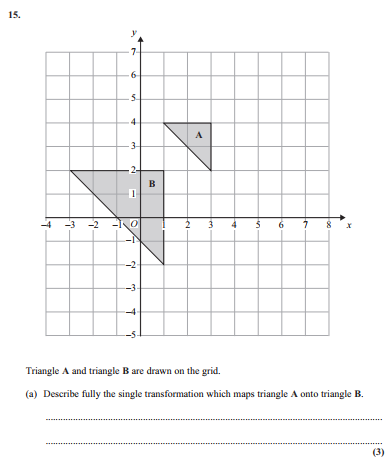 15.
y
7
6
5
4
A
3
2
B
1
-4 -3 -2 -1 O 1 2 3 4 5 6 7 8 x
-1
-2
-3
-4
-5
Triangle A and triangle B are drawn on the grid.
(a) Describe fully the single transformation which maps triangle A onto triangle B.
(3)